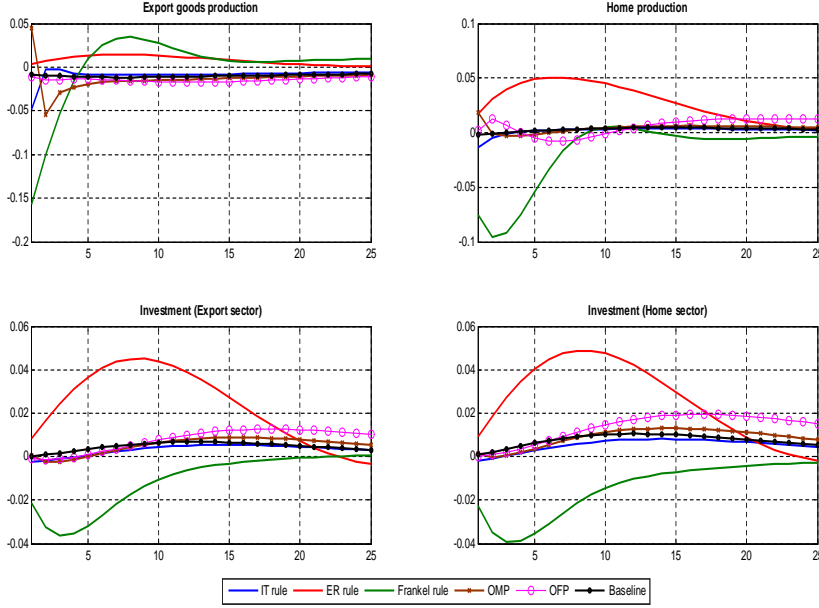 Export goods production
0.05
0
-0.05
-0.1
-0.15
-0.2
5 10 15 20 25
Home production
0.1
0.05
0
-0.05
-0.1
5 10 15 20 25
Investment (Export sector)
0.06
0.04
0.02
0
-0.02
-0.04
5 10 15 20 25
Investment (Home sector)
0.06
0.04
0.02
0
-0.02
-0.04
5 10 15 20 25
IT rule ER rule Frankel rule OMP OFP Baseline